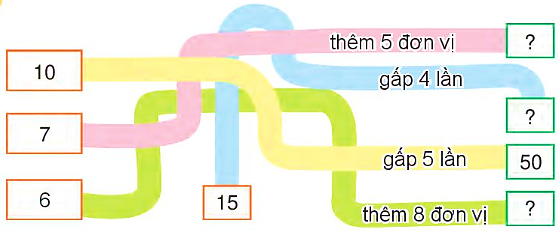 thêm 5 đơn vị ?
10 gấp 4 lần
7 ?
gấp 5 lần 50
6 15 thêm 8 đơn vị ?